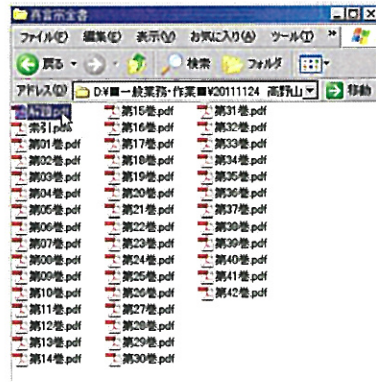 真言宗全書
ファイル(F) 編集(E) 表示(V) お気に入り(A) ツール(T) »
戻る 検索 フォルダ
アドレス(D) D:¥■一般業務・作業■¥20111124 高野山 移動
索引.pdf
第01巻.pdf
第02巻.pdf
第03巻.pdf
第04巻.pdf
第05巻.pdf
第06巻.pdf
第07巻.pdf
第08巻.pdf
第09巻.pdf
第10巻.pdf
第11巻.pdf
第12巻.pdf
第13巻.pdf
第14巻.pdf
第15巻.pdf
第16巻.pdf
第17巻.pdf
第18巻.pdf
第19巻.pdf
第20巻.pdf
第21巻.pdf
第22巻.pdf
第23巻.pdf
第24巻.pdf
第25巻.pdf
第26巻.pdf
第27巻.pdf
第28巻.pdf
第29巻.pdf
第30巻.pdf
第31巻.pdf
第32巻.pdf
第33巻.pdf
第34巻.pdf
第35巻.pdf
第36巻.pdf
第37巻.pdf
第38巻.pdf
第39巻.pdf
第40巻.pdf
第41巻.pdf
第42巻.pdf